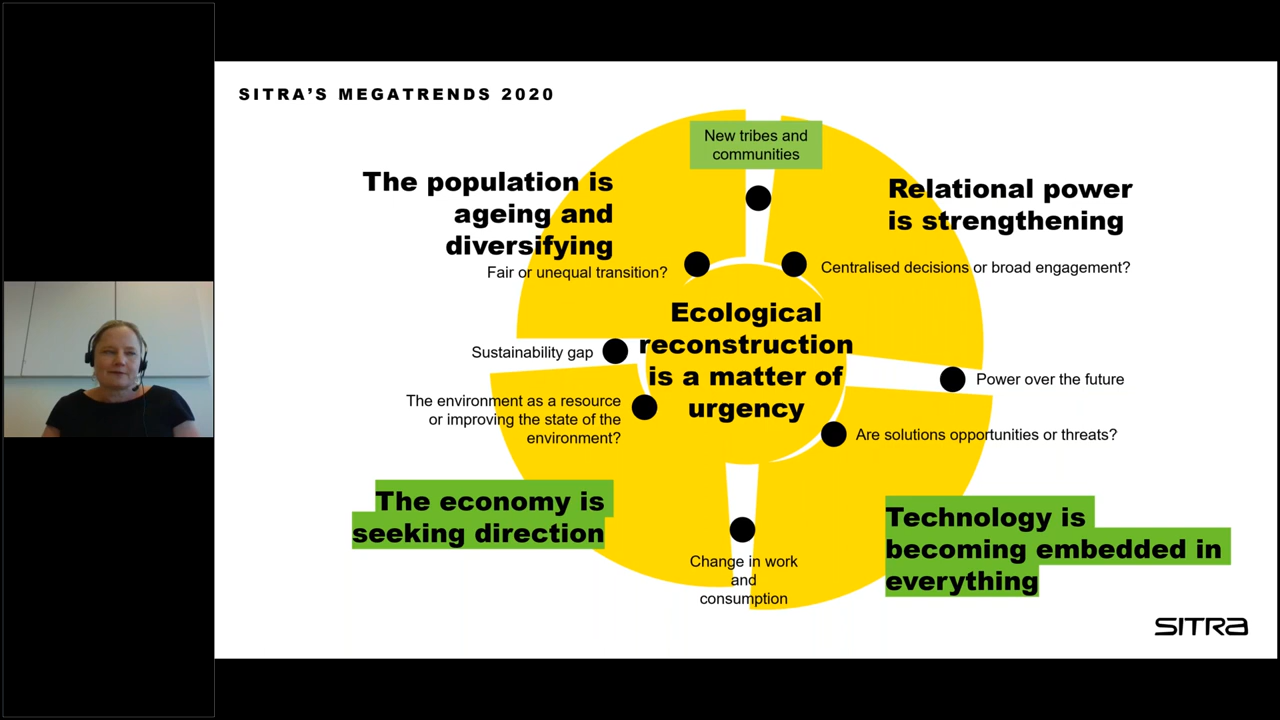 SITRA'S MEGATRENDS 2020
New tribes and
communities
The population is
ageing and
diversifying
Fair or unequal transition?
Relational power
is strengthening
Centralised decisions or broad engagement?
Ecological
reconstruction
is a matter of
urgency
Sustainability gap
The environment as a resource
or improving the state of the
environment?
Power over the future
Are solutions opportunities or threats?
The economy is
seeking direction
Change in work
and
consumption
Technology is
becoming embedded in
everything
SITRA